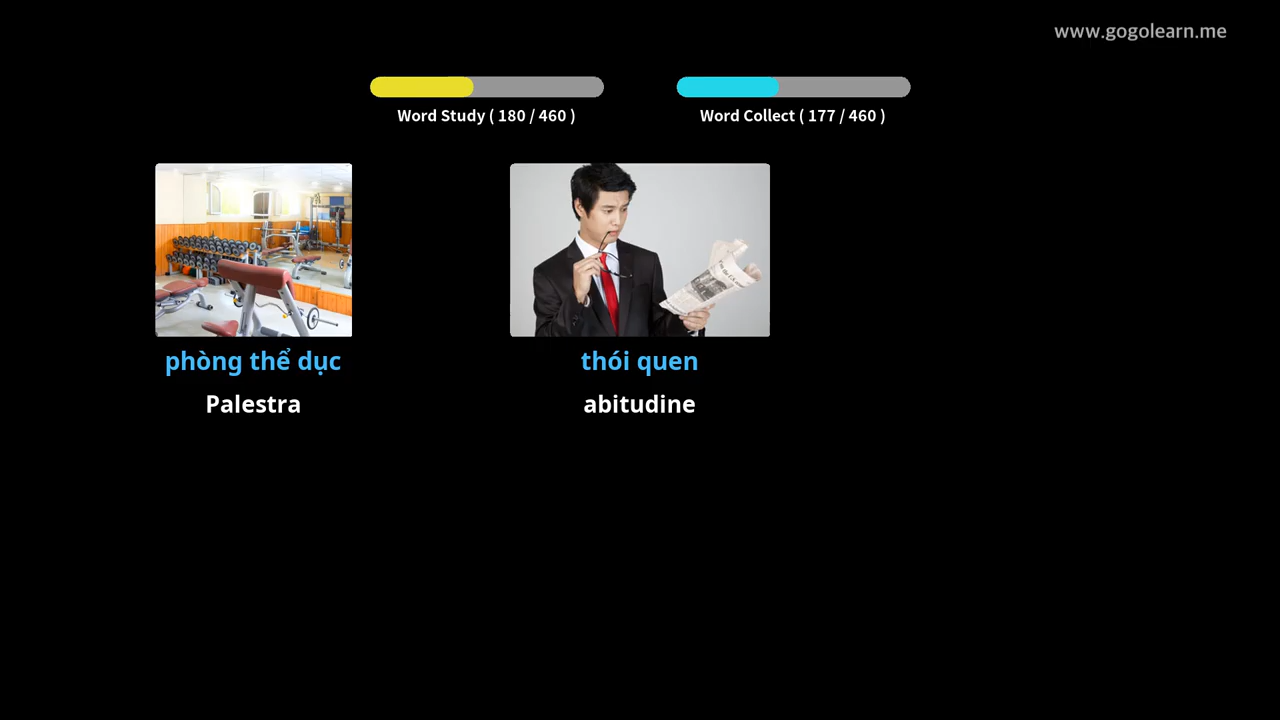 www.gogolearn.me
Word Study ( 180 / 460 )
Word Collect ( 177 / 460 )
phòng thể dục
Palestra
thói quen
abitudine